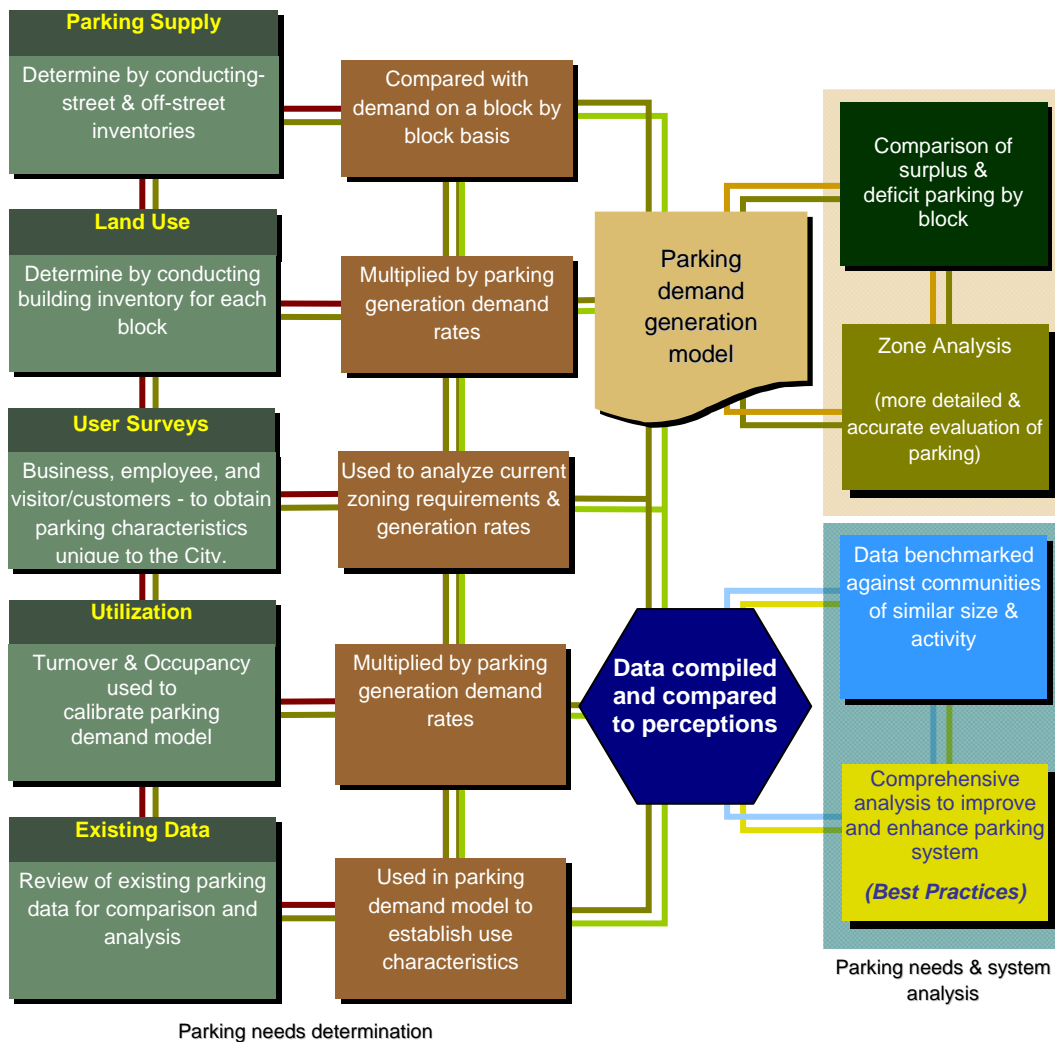 Parking Supply
Determine by conducting-
street & off-street
inventories
Compared with
demand on a block by
block basis
Land Use
Determine by conducting
building inventory for each
block
Multiplied by parking
generation demand
rates
User Surveys
Business, employee, and
visitor/customers - to obtain
parking characteristics
unique to the City.
Used to analyze current
zoning requirements &
generation rates
Utilization
Turnover & Occupancy
used to
calibrate parking
demand model
Multiplied by parking
generation demand
rates
Existing Data
Review of existing parking
data for comparison and
analysis
Used in parking
demand model to
establish use
characteristics
Parking needs determination
Parking
demand
generation
model
Data compiled
and compared
to perceptions
Comparison of
surplus &
deficit parking by
block
Zone Analysis
(more detailed &
accurate evaluation of
parking)
Data benchmarked
against communities
of similar size &
activity
Comprehensive
analysis to improve
and enhance parking
system
(Best Practices)
Parking needs & system
analysis